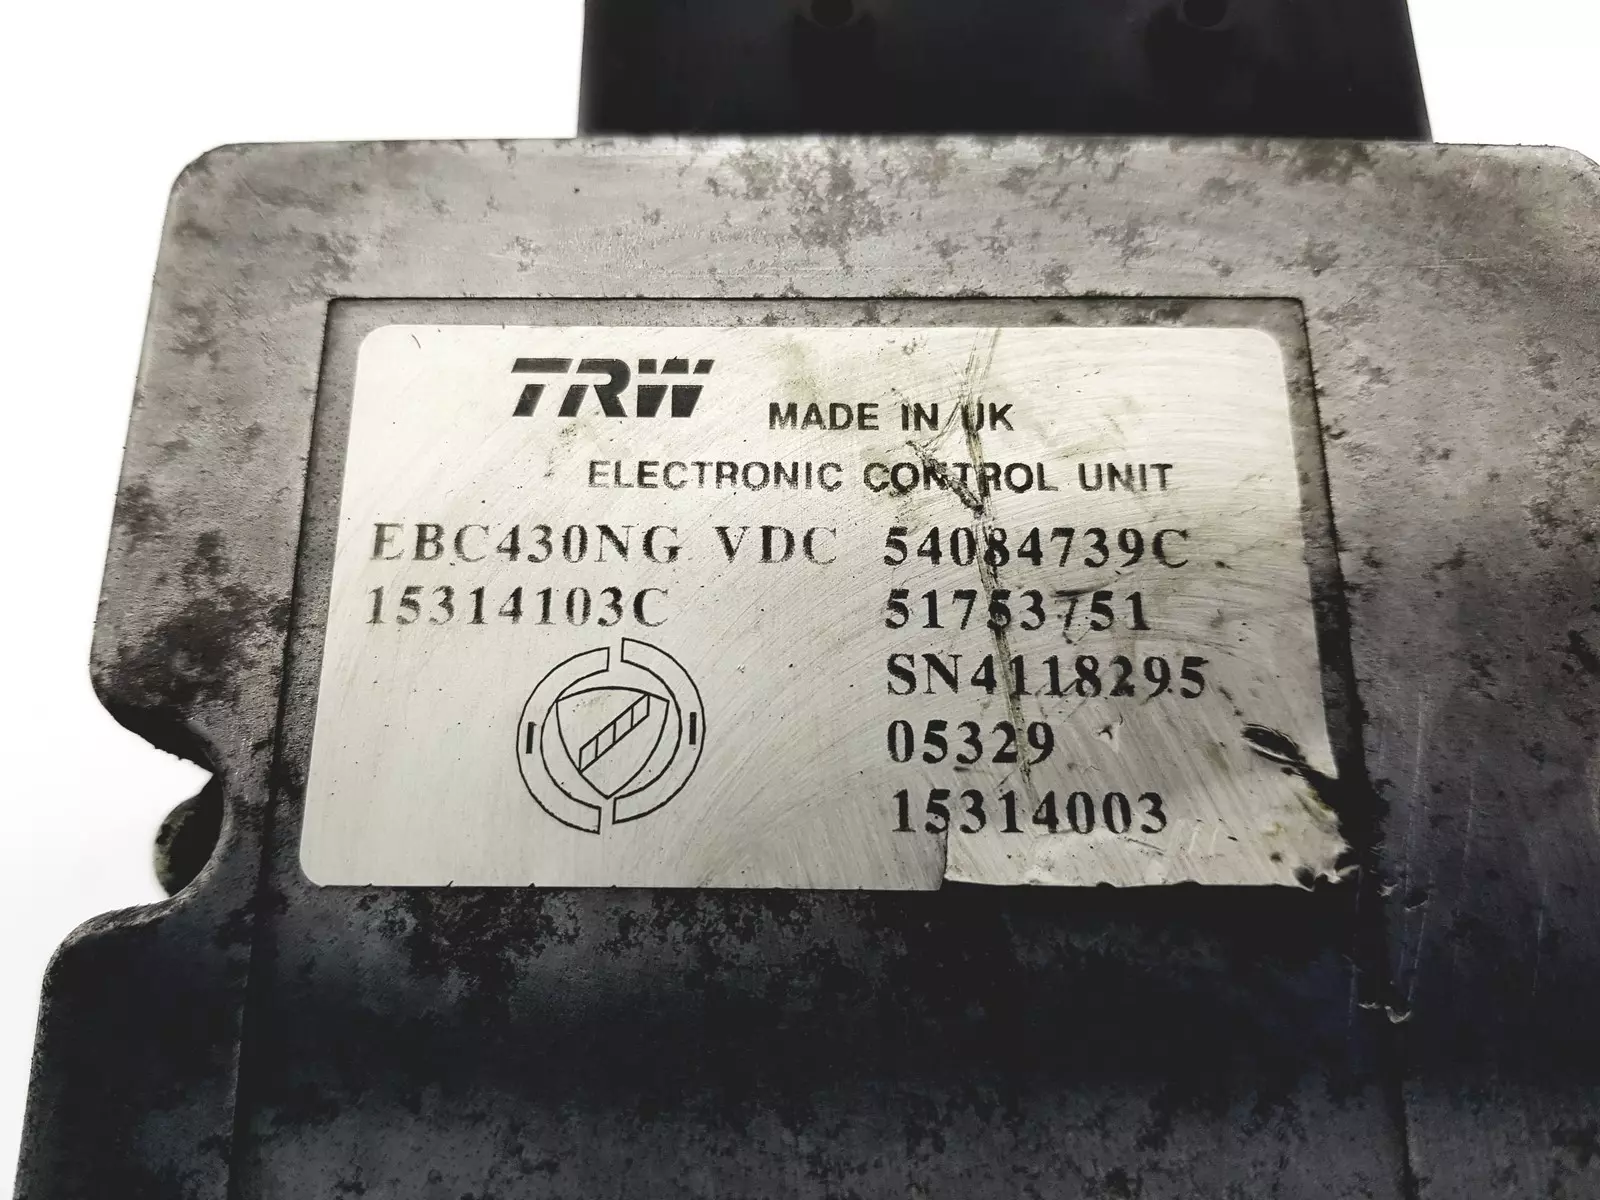 TRW MADE IN UK
ELECTRONIC CONTROL UNIT
EBC430NG VDC 54084739C
15314103C 51753751
SN4118295
05329
15314003